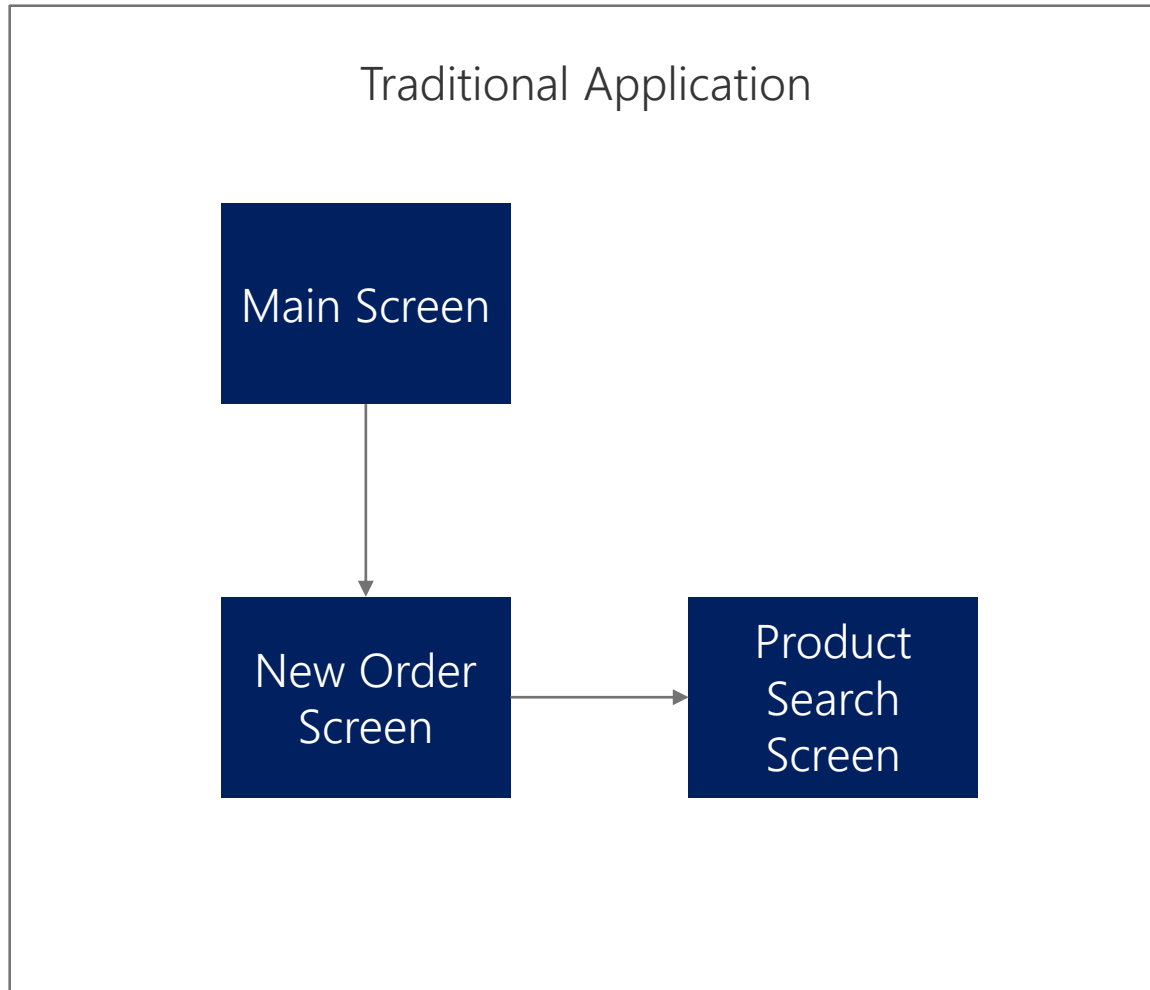 Traditional Application
Main Screen
New Order
Screen
Product
Search
Screen